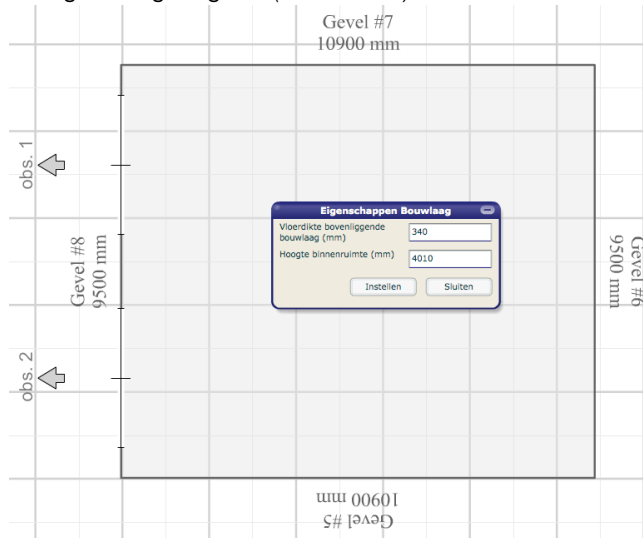 Gevel #7
10900 mm
obs. 1
Eigenschappen Bouwlaag
Vloerdikte bovenliggende
bouwlaag (mm)
340
Hoogte binnenruimte (mm)
4010
Instellen
Sluiten
Gevel #8
9500 mm
Gevel #6
9500 mm
obs. 2
10900 mm
Gevel #5